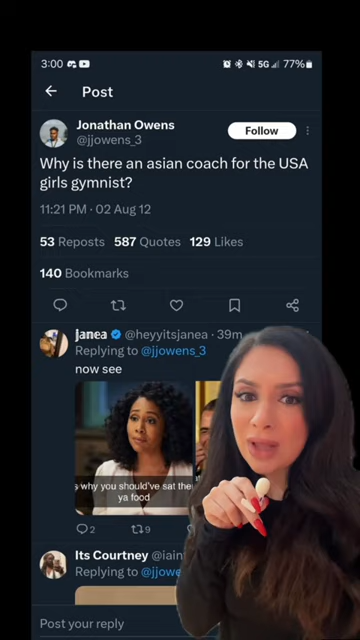 3:00
5G 77%
Post
Jonathan Owens
@jjowens_3
Follow
Why is there an asian coach for the USA
girls gymnist?
11:21 PM · 02 Aug 12
53 Reposts 587 Quotes 129 Likes
140 Bookmarks
Janea @heyyitsjanea · 39m
Replying to @jjowens_3
now see
s why you should've sat the
ya food
2
9
Its Courtney @iain
Replying to @jjow
Post your reply